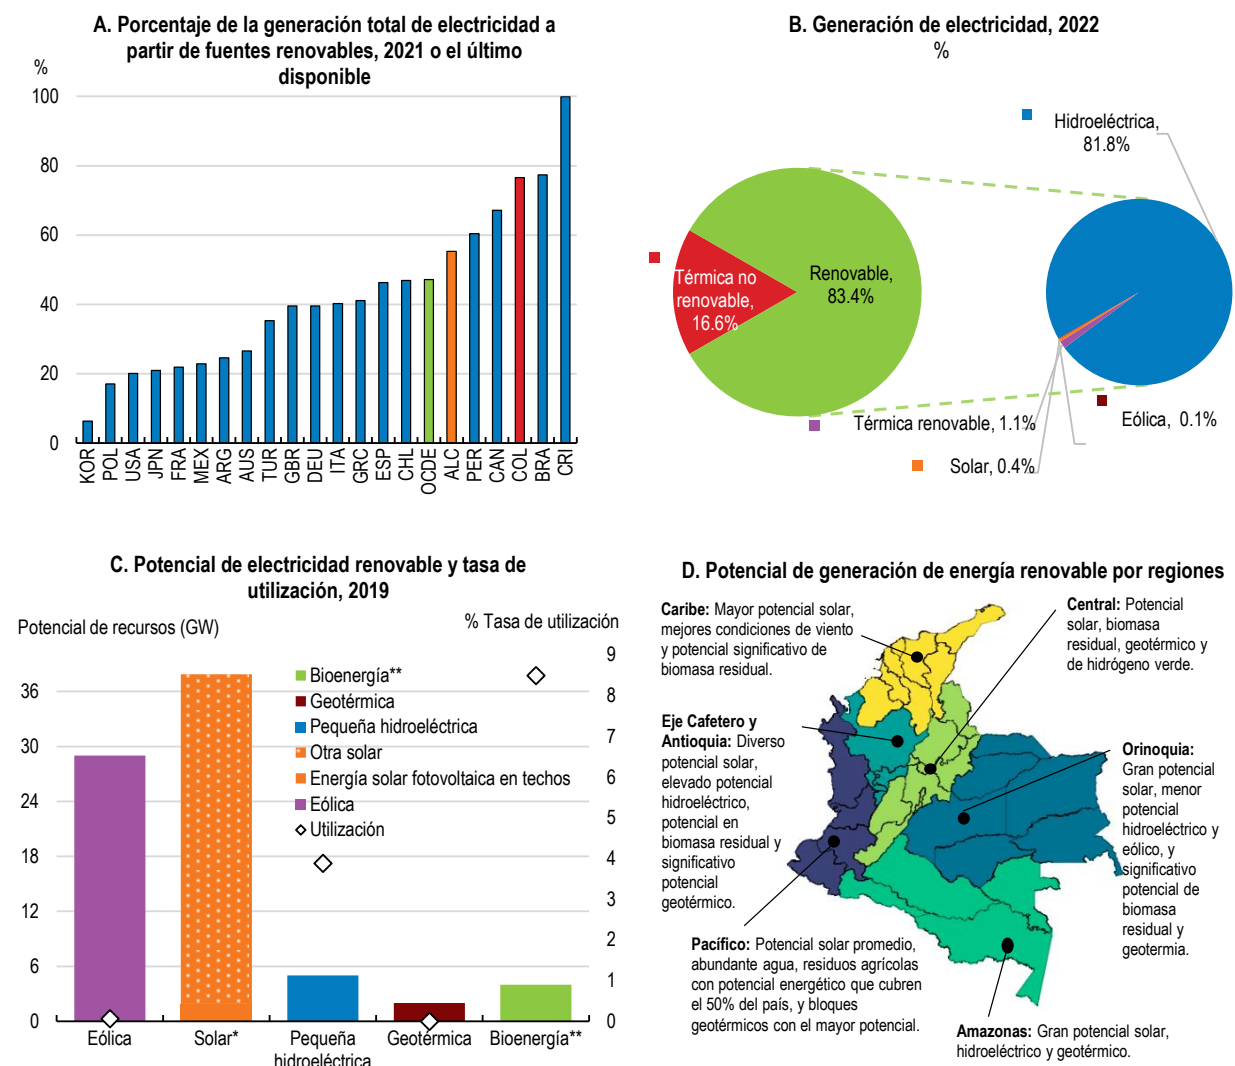 A. Porcentaje de la generación total de electricidad a
partir de fuentes renovables, 2021 o el último
disponible
%
100
80
60
40
20
0
KOR
POL
USA
JPN
FRA
MEX
ARG
AUS
TUR
GBR
DEU
ITA
GRC
ESP
CHL
OCDE
ALC
PER
CAN
COL
BRA
CRI
B. Generación de electricidad, 2022
%
Hidroeléctrica,
81.8%
Térmica no
renovable,
16.6%
Renovable,
83.4%
Térmica renovable, 1.1%
Eólica, 0.1%
Solar, 0.4%
C. Potencial de electricidad renovable y tasa de
utilización, 2019
Potencial de recursos (GW)
% Tasa de utilización
36
30
24
18
12
6
0
9
8
7
6
5
4
3
2
1
0
Bioenergía**
Geotérmica
Pequeña hidroeléctrica
Otra solar
Energía solar fotovoltaica en techos
Eólica
Utilización
Eólica
Solar*
Pequeña
hidroeléctrica
Geotérmica
Bioenergía**
D. Potencial de generación de energía renovable por regiones
Caribe: Mayor potencial solar,
mejores condiciones de viento
y potencial significativo de
biomasa residual.
Central: Potencial
solar, biomasa
residual, geotérmico y
de hidrógeno verde.
Eje Cafetero y
Antioquia: Diverso
potencial solar,
elevado potencial
hidroeléctrico,
potencial en
biomasa residual y
significativo
potencial
geotérmico.
Orinoquia:
Gran potencial
solar, menor
potencial
hidroeléctrico y
eólico, y
significativo
potencial de
biomasa
residual y
geotermia.
Pacífico: Potencial solar promedio,
abundante agua, residuos agrícolas
con potencial energético que cubren
el 50% del país, y bloques
geotérmicos con el mayor potencial.
Amazonas: Gran potencial solar,
hidroeléctrico y geotérmico.